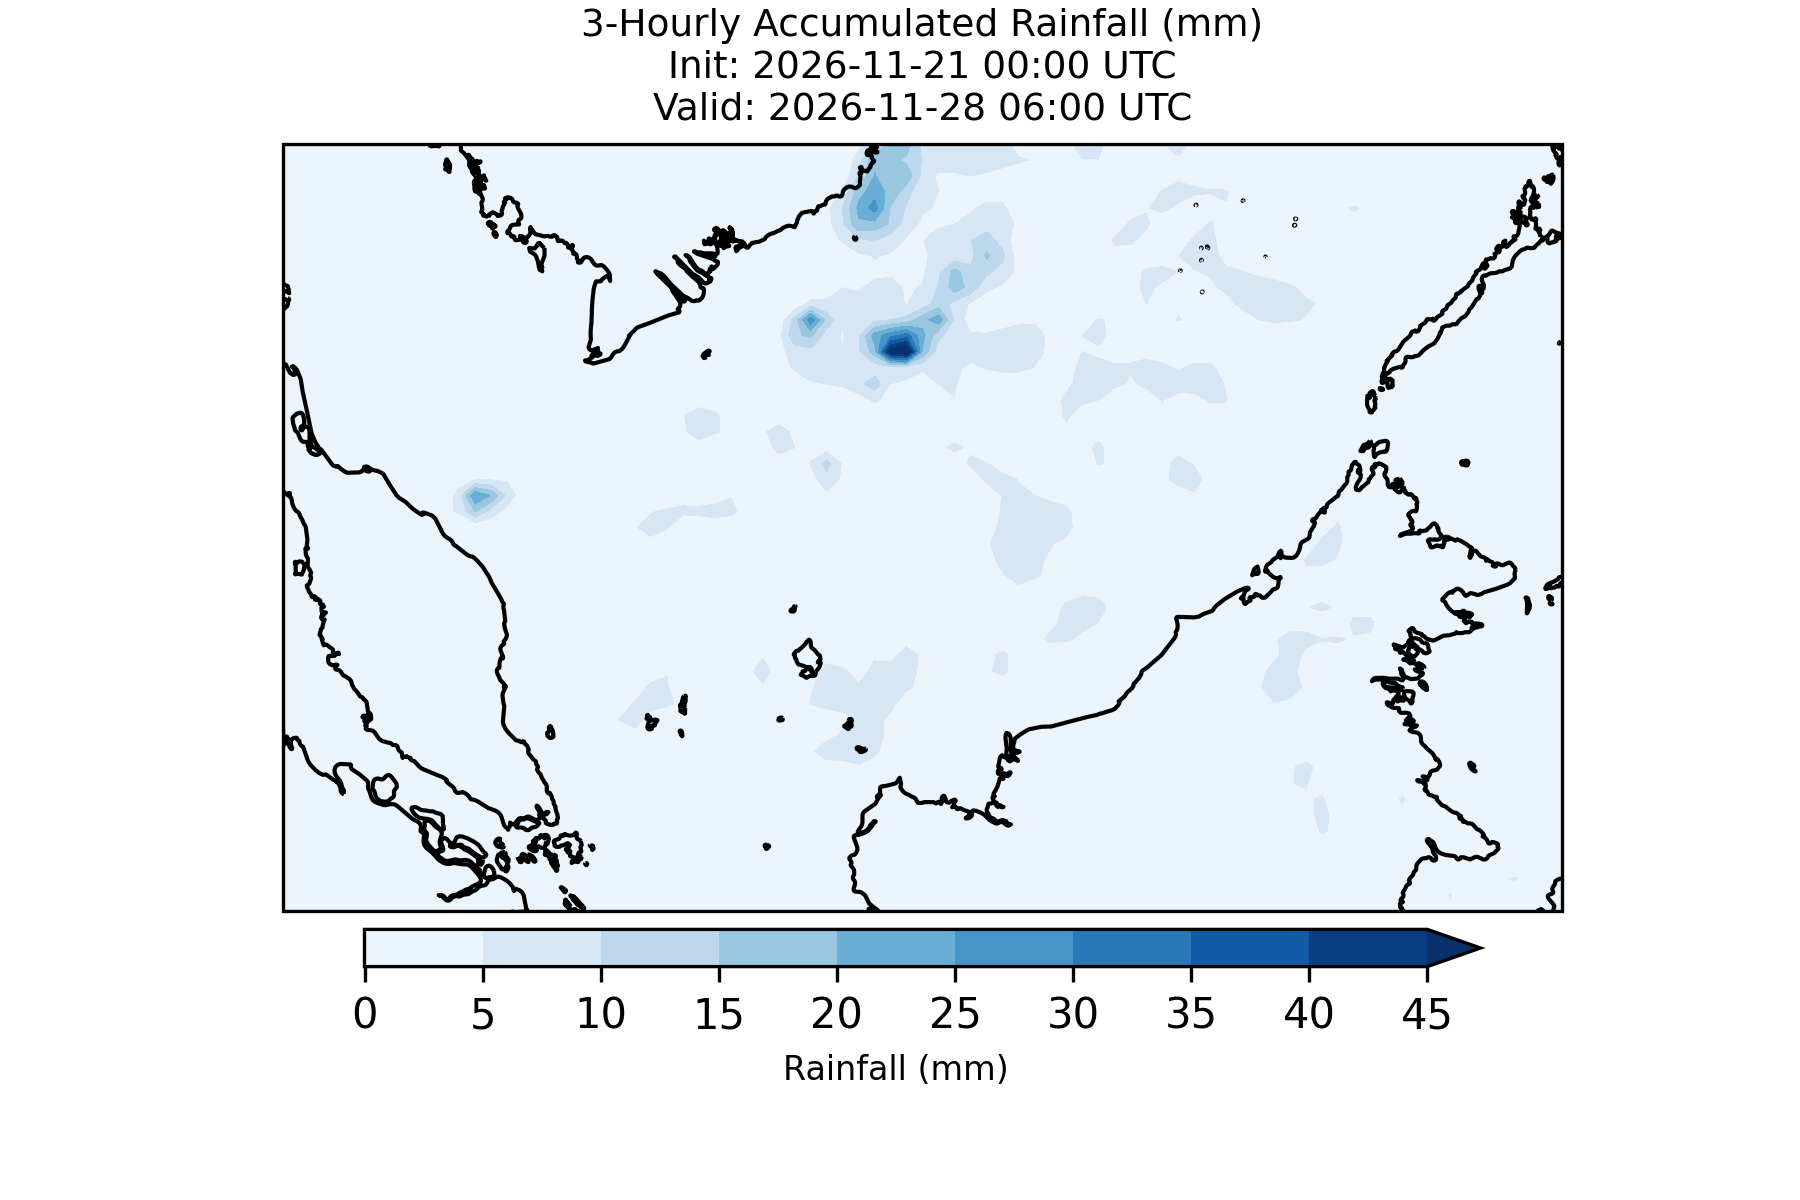 3-Hourly Accumulated Rainfall (mm)
Init: 2026-11-21 00:00 UTC
Valid: 2026-11-28 06:00 UTC
0 5 10 15 20 25 30 35 40 45
Rainfall (mm)